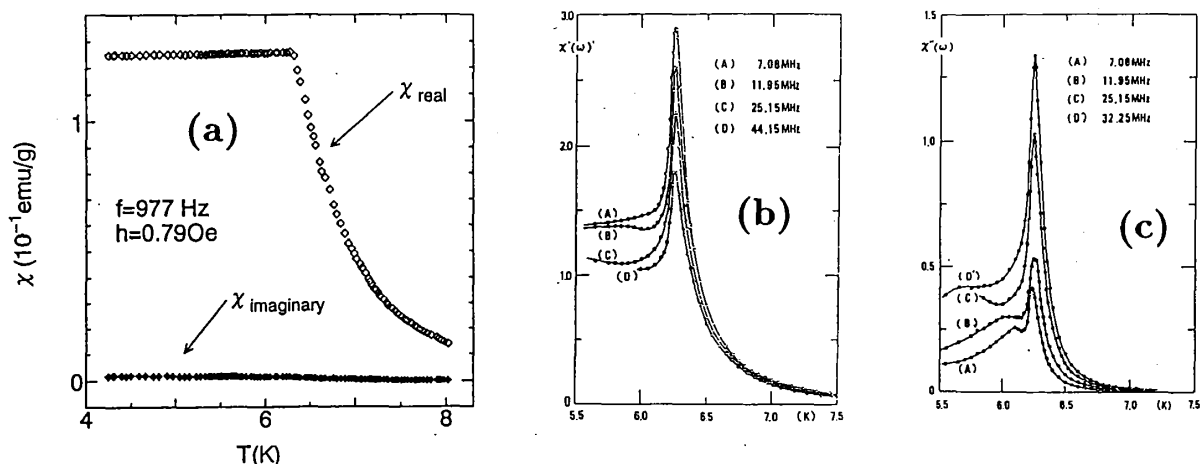 χ (10⁻¹ emu/g)
1
0
4
6
8
T(K)
χ real
(a)
f=977 Hz
h=0.79Oe
χ imaginary
3.0
2.0
1.0
0
χ'(ω)'
(A) 7.08MHz
(B) 11.95MHz
(C) 25.15MHz
(D) 44.15MHz
(b)
(A)
(B)
(C)
(D)
5.5
6.0
6.5
7.0
(K)
7.5
1.5
1.0
0.5
0
χ"(ω)
(A) 7.08MHz
(B) 11.95MHz
(C) 25.15MHz
(D) 32.25MHz
(c)
(D')
(C)
(B)
(A)
5.5
6.0
6.5
7.0
(K)
7.5